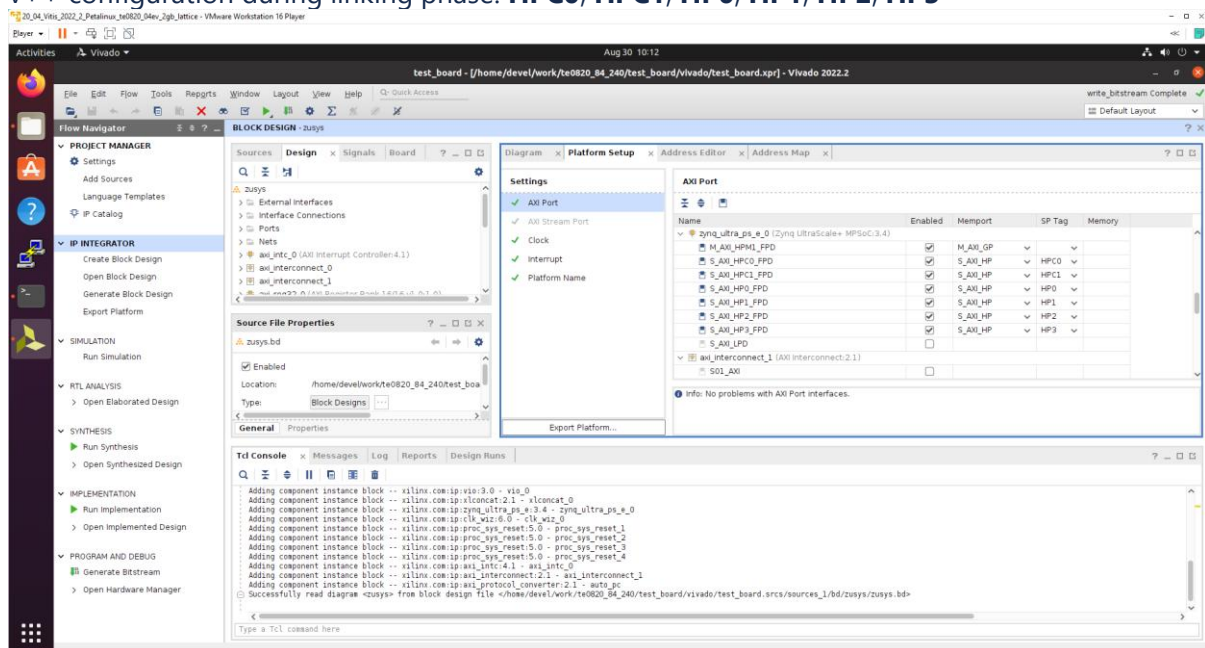 V++ configuration during linking phase: HPC0, HPC1, HP0, HP1, HP2, HP3
20_04_Vitis_2022_2_Petalinux_te0820_04ev_2gb_lattice - VMware Workstation 16 Player
Player
Activities Vivado Aug 30 10:12
test_board - [/home/devel/work/te0820_84_240/test_board/vivado/test_board.xpr] - Vivado 2022.2
File Edit Flow Tools Reports Window Layout View Help Quick Access write_bitstream Complete
Default Layout
Flow Navigator
PROJECT MANAGER
Settings
Add Sources
Language Templates
IP Catalog
IP INTEGRATOR
Create Block Design
Open Block Design
Generate Block Design
Export Platform
SIMULATION
Run Simulation
RTL ANALYSIS
Open Elaborated Design
SYNTHESIS
Run Synthesis
Open Synthesized Design
IMPLEMENTATION
Run Implementation
Open Implemented Design
PROGRAM AND DEBUG
Generate Bitstream
Open Hardware Manager
BLOCK DESIGN - zusys
Sources Design Signals Board
zusys
External Interfaces
Interface Connections
Ports
Nets
axi_intc_0 (AXI Interrupt Controller:4.1)
axi_interconnect_0
axi_interconnect_1
Source File Properties
zusys.bd
Enabled
Location: /home/devel/work/te0820_84_240/test_boa
Type: Block Designs
General Properties
Diagram Platform Setup Address Editor Address Map
Settings
AXI Port
AXI Stream Port
Clock
Interrupt
Platform Name
Export Platform...
AXI Port
Name Enabled Memport SP Tag Memory
zynq_ultra_ps_e_0 (Zynq UltraScale+ MPSoC:3.4)
M_AXI_HPM1_FPD M_AXI_GP
S_AXI_HPC0_FPD S_AXI_HP HPC0
S_AXI_HPC1_FPD S_AXI_HP HPC1
S_AXI_HP0_FPD S_AXI_HP HP0
S_AXI_HP1_FPD S_AXI_HP HP1
S_AXI_HP2_FPD S_AXI_HP HP2
S_AXI_HP3_FPD S_AXI_HP HP3
S_AXI_LPD
axi_interconnect_1 (AXI Interconnect:2.1)
S01_AXI
Info: No problems with AXI Port interfaces.
Tcl Console Messages Log Reports Design Runs
Adding component instance block -- xilinx.com:ip:vio:3.0 - vio_0
Adding component instance block -- xilinx.com:ip:xlconcat:2.1 - xlconcat_0
Adding component instance block -- xilinx.com:ip:zynq_ultra_ps_e:3.4 - zynq_ultra_ps_e_0
Adding component instance block -- xilinx.com:ip:clk_wiz:6.0 - clk_wiz_0
Adding component instance block -- xilinx.com:ip:proc_sys_reset:5.0 - proc_sys_reset_1
Adding component instance block -- xilinx.com:ip:proc_sys_reset:5.0 - proc_sys_reset_2
Adding component instance block -- xilinx.com:ip:proc_sys_reset:5.0 - proc_sys_reset_3
Adding component instance block -- xilinx.com:ip:proc_sys_reset:5.0 - proc_sys_reset_4
Adding component instance block -- xilinx.com:ip:axi_intc:4.1 - axi_intc_0
Adding component instance block -- xilinx.com:ip:axi_interconnect:2.1 - axi_interconnect_1
Adding component instance block -- xilinx.com:ip:axi_protocol_converter:2.1 - auto_pc
Successfully read diagram <zusys> from block design file </home/devel/work/te0820_84_240/test_board/vivado/test_board.srcs/sources_1/bd/zusys/zusys.bd>
Type a Tcl command here